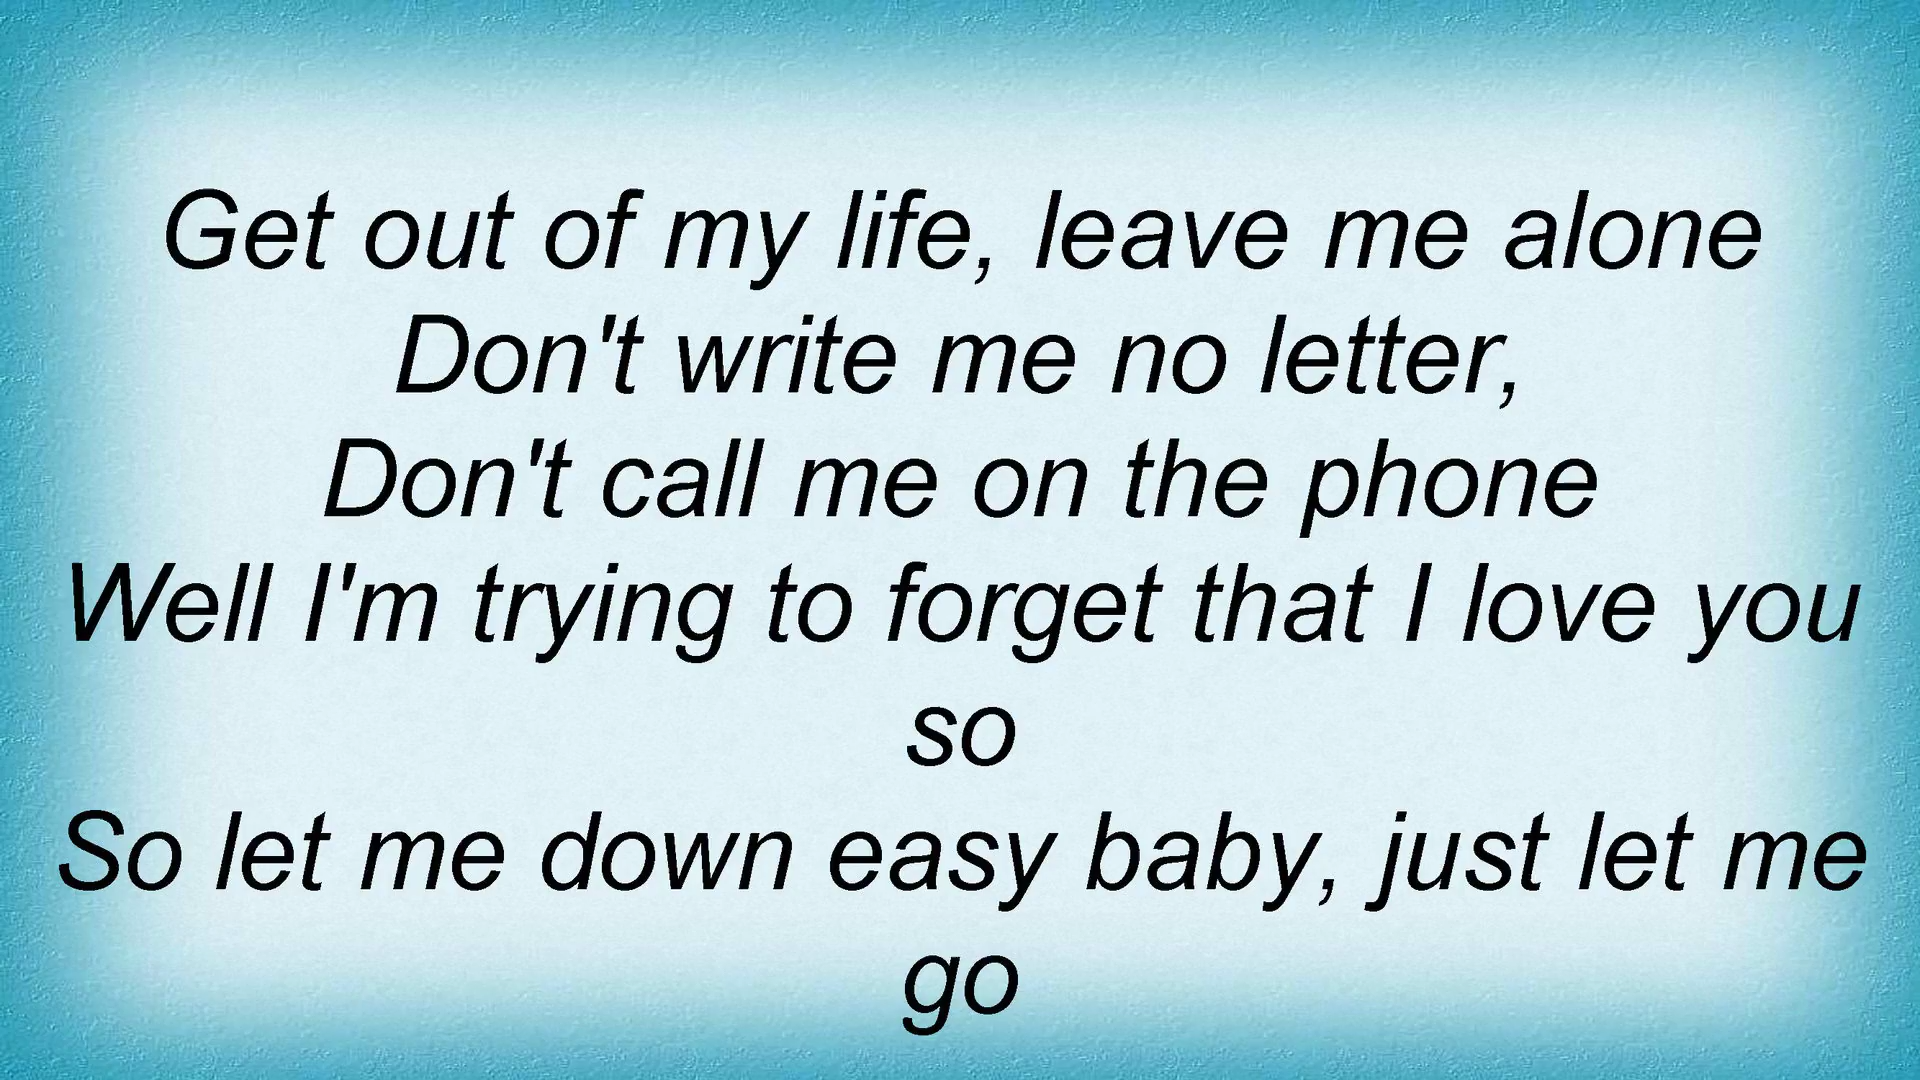 Get out of my life, leave me alone
Don't write me no letter,
Don't call me on the phone
Well I'm trying to forget that I love you
so
So let me down easy baby, just let me
go